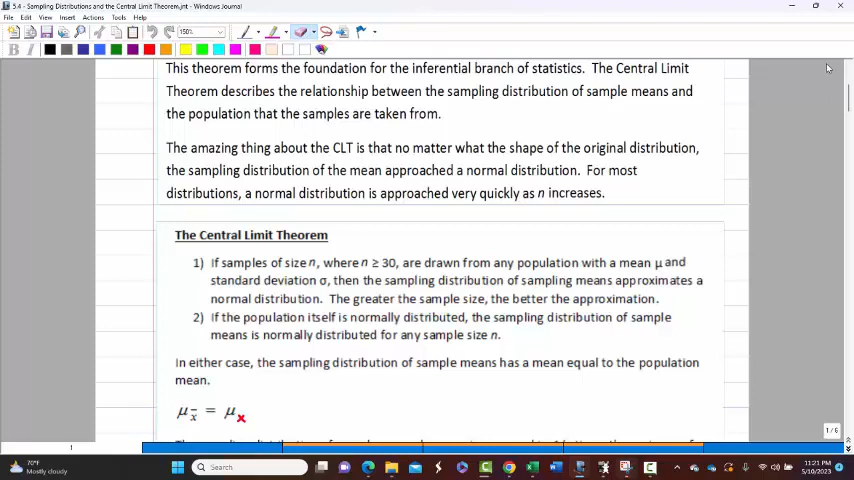 5.4 - Sampling Distributions and the Central Limit Theorem.jnt - Windows Journal
File Edit View Insert Actions Tools Help
150%
B I
This theorem forms the foundation for the inferential branch of statistics. The Central Limit
Theorem describes the relationship between the sampling distribution of sample means and
the population that the samples are taken from.
The amazing thing about the CLT is that no matter what the shape of the original distribution,
the sampling distribution of the mean approached a normal distribution. For most
distributions, a normal distribution is approached very quickly as n increases.
The Central Limit Theorem
1) If samples of size n, where n ≥ 30, are drawn from any population with a mean μ and
standard deviation σ, then the sampling distribution of sampling means approximates a
normal distribution. The greater the sample size, the better the approximation.
2) If the population itself is normally distributed, the sampling distribution of sample
means is normally distributed for any sample size n.
In either case, the sampling distribution of sample means has a mean equal to the population
mean.
μx̄ = μx
1 / 6
1
70°F
Mostly cloudy
Search
11:21 PM
5/10/2023